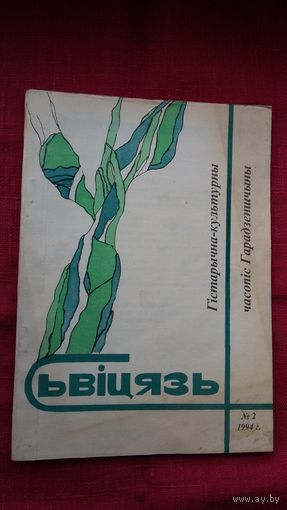 Гістарычна-культурны
часопіс Гарадзеншчыны
Сьвіцязь
№ 2
1994 г.
www.ay.by